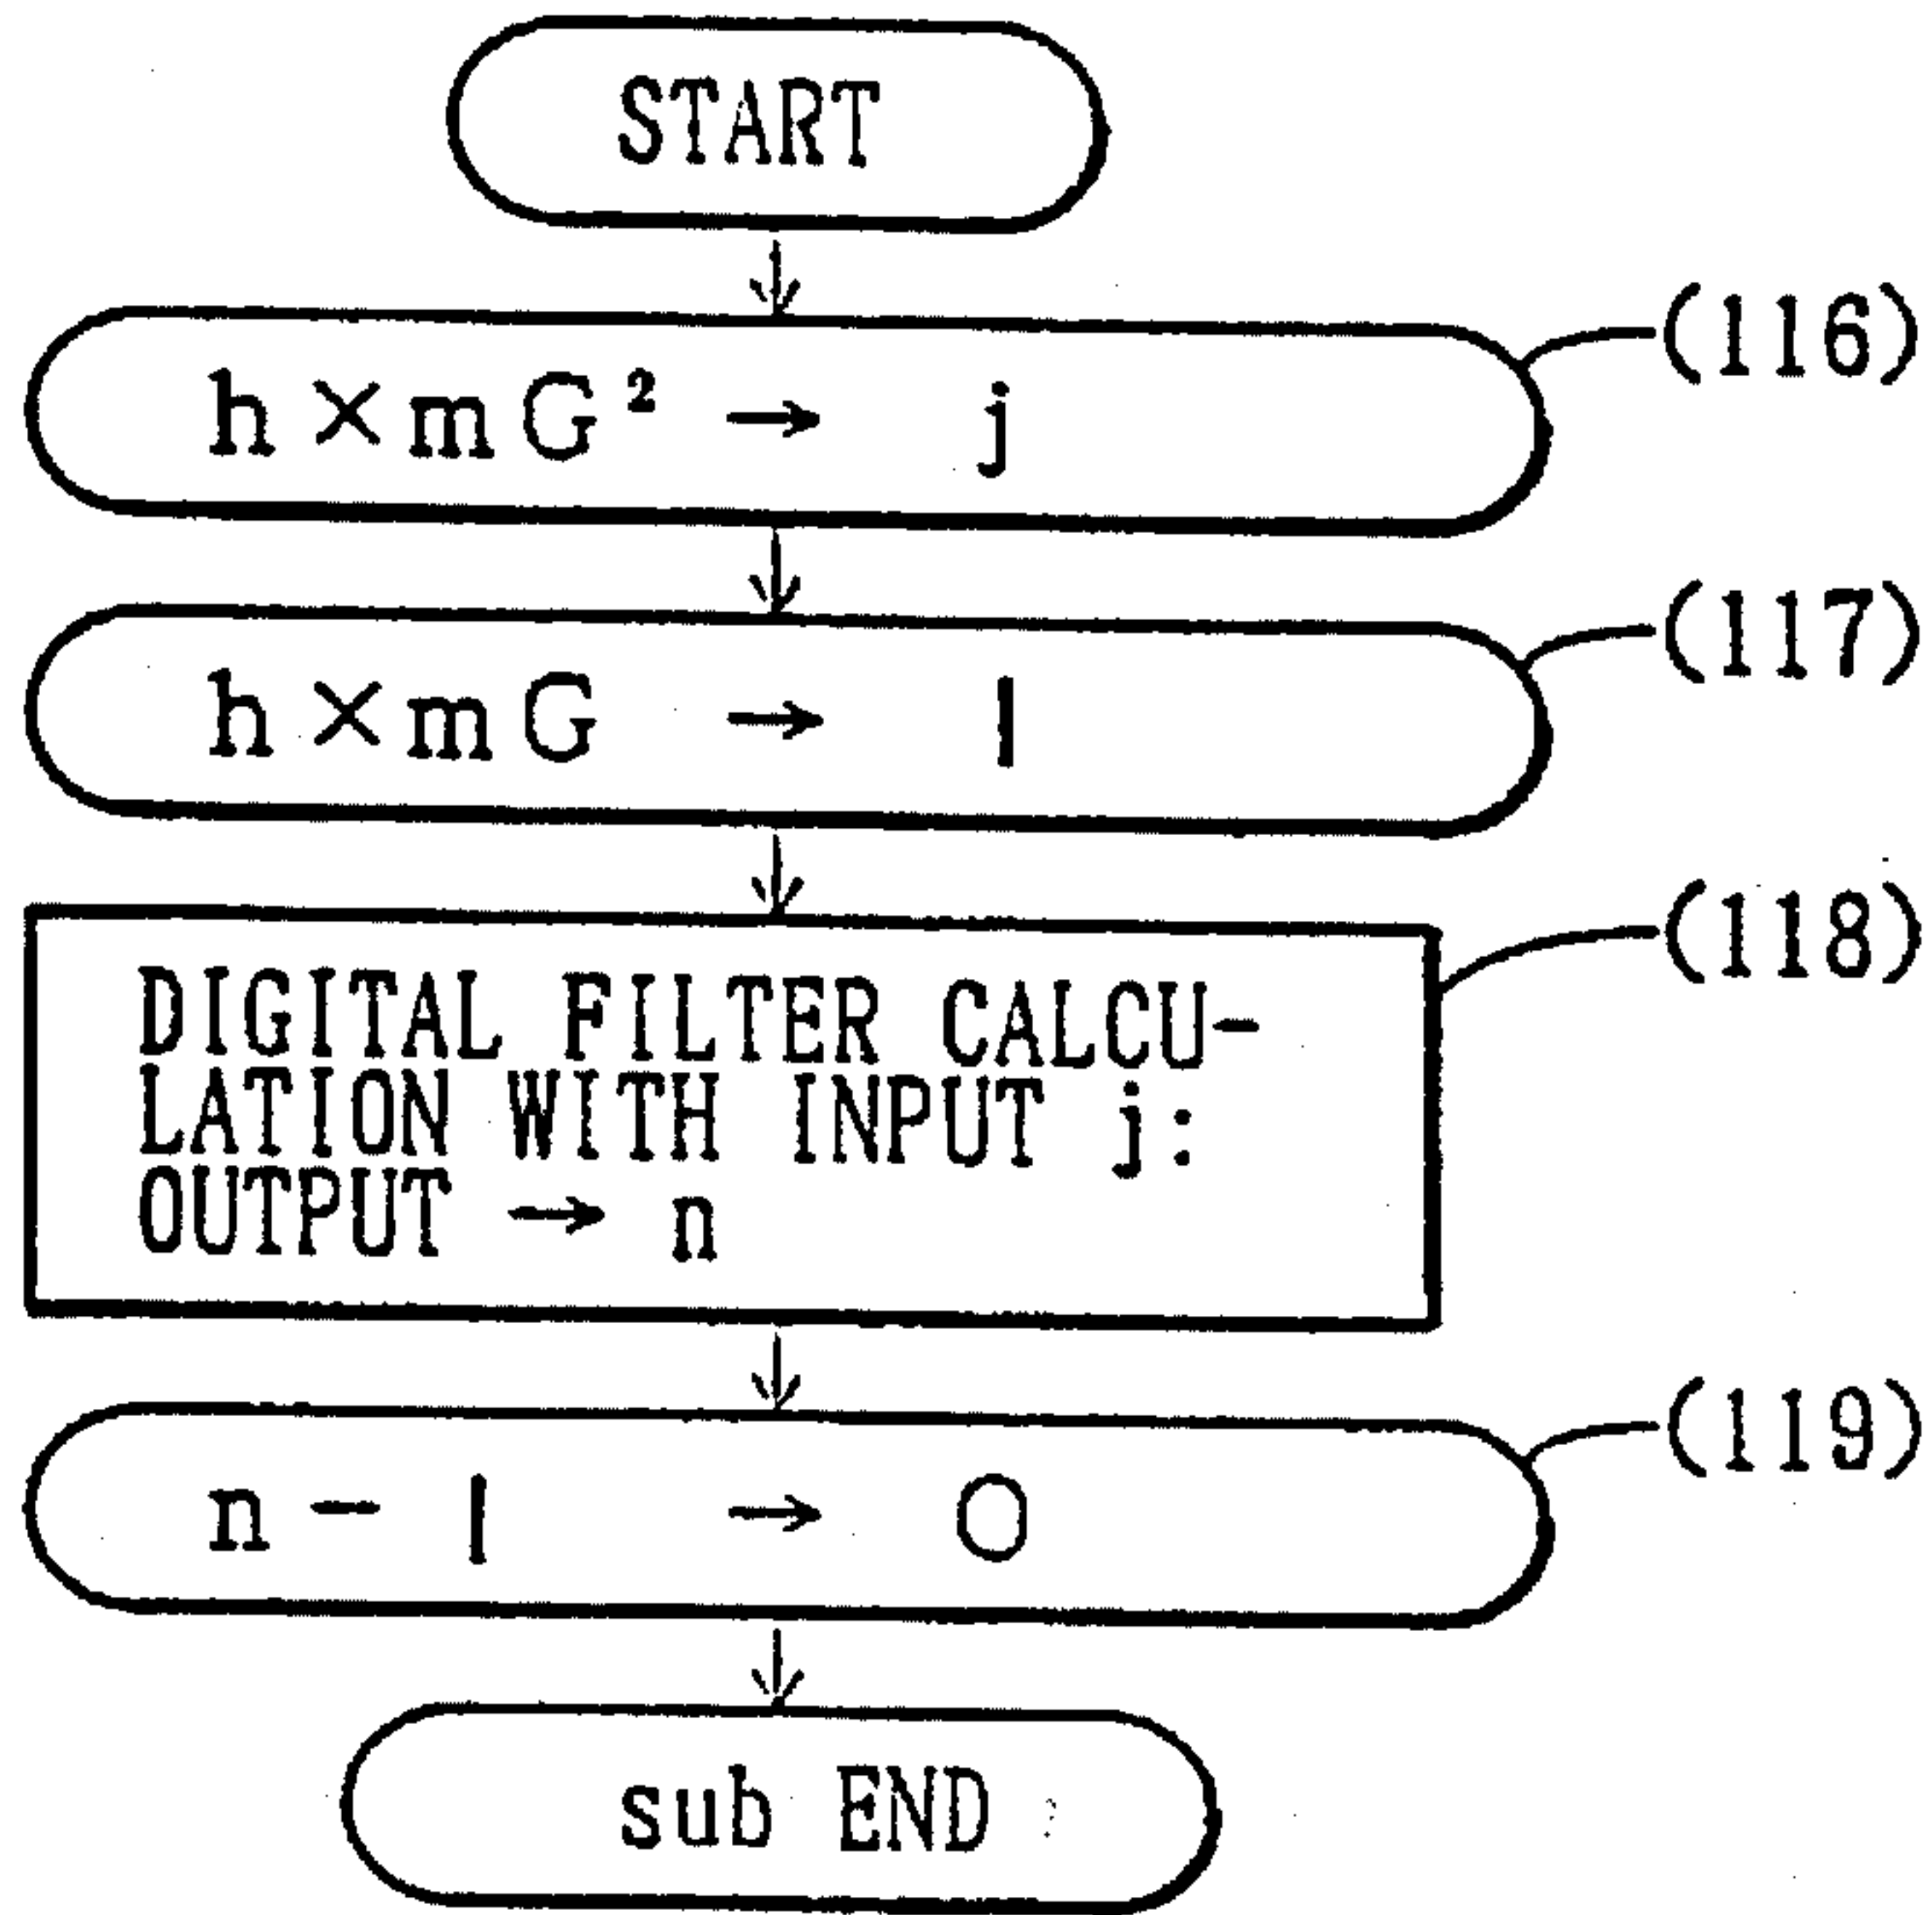 START
h×mG² → j (116)
h×mG → l (117)
DIGITAL FILTER CALCU- (118)
LATION WITH INPUT j:
OUTPUT → n
n − l → O (119)
sub END